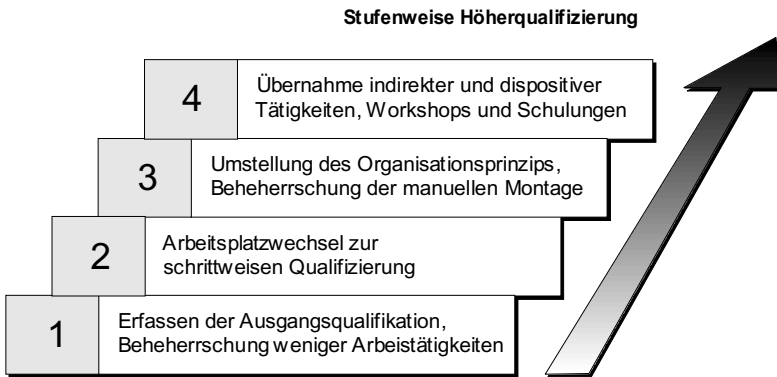 Stufenweise Höherqualifizierung
4
Übernahme indirekter und dispositiver
Tätigkeiten, Workshops und Schulungen
3
Umstellung des Organisationsprinzips,
Beheherrschung der manuellen Montage
2
Arbeitsplatzwechsel zur
schrittweisen Qualifizierung
1
Erfassen der Ausgangsqualifikation,
Beheherrschung weniger Arbeistätigkeiten